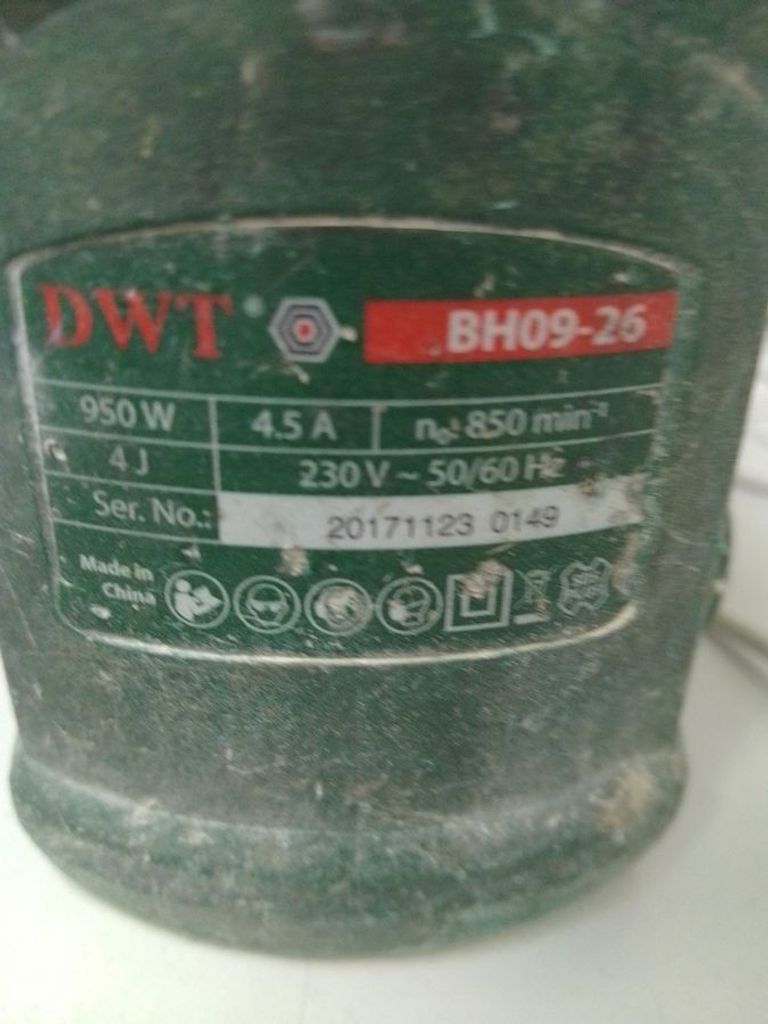 DWT ® BH09-26
950 W 4.5 A n₀: 850 min⁻¹
4 J 230 V ~ 50/60 Hz
Ser. No.: 20171123 0149
Made in
China